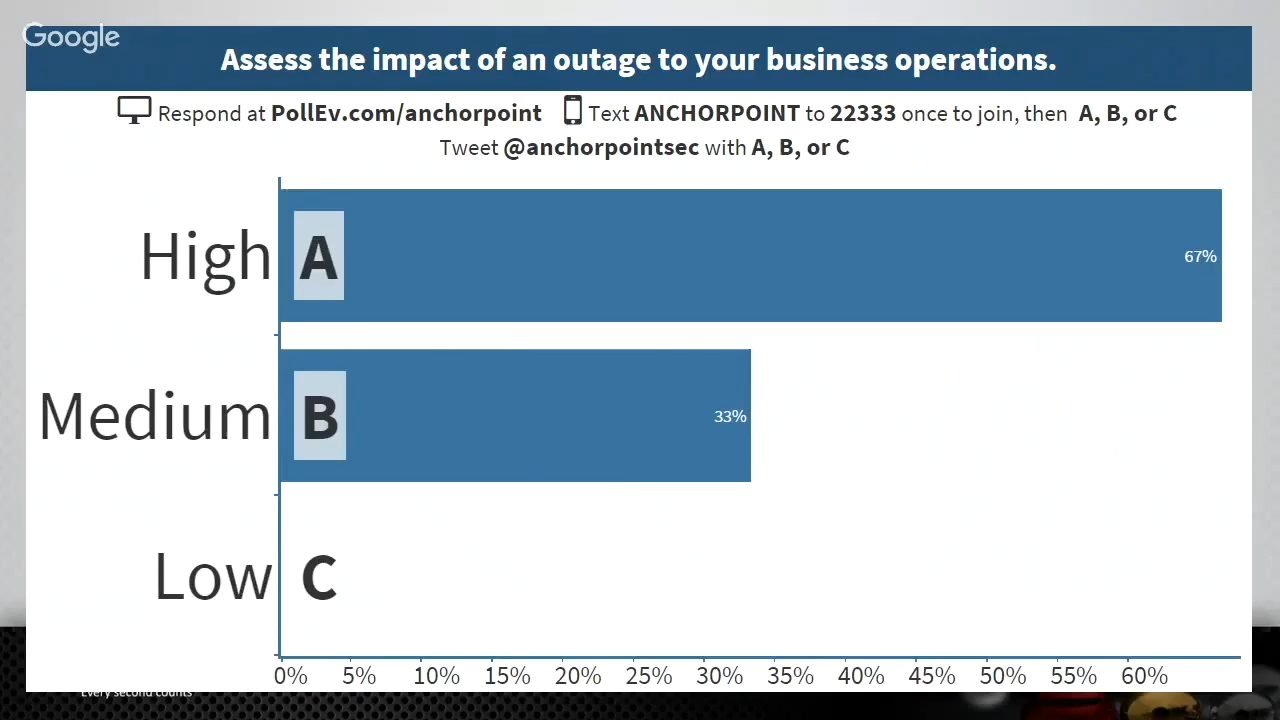 Google
Assess the impact of an outage to your business operations.
Respond at PollEv.com/anchorpoint Text ANCHORPOINT to 22333 once to join, then A, B, or C
Tweet @anchorpointsec with A, B, or C
High A 67%
Medium B 33%
Low C
0% 5% 10% 15% 20% 25% 30% 35% 40% 45% 50% 55% 60%
Every second counts